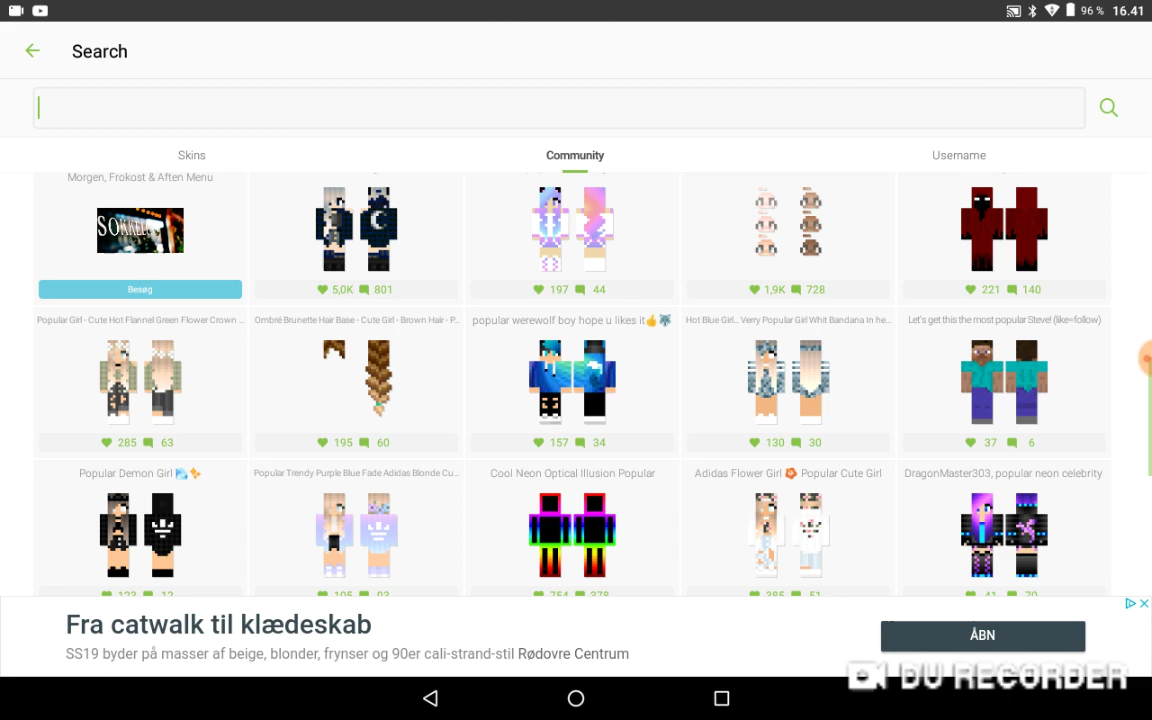 96 % 16.41
Search
Skins Community Username
Morgen, Frokost & Aften Menu
Besøg
5,0K 801
197 44
1,9K 728
221 140
Popular Girl - Cute Hot Flannel Green Flower Crown ...
Ombré Brunette Hair Base - Cute Girl - Brown Hair - P...
popular werewolf boy hope u likes it👍🐺
Hot Blue Girl... Verry Popular Girl Whit Bandana In he...
Let's get this the most popular Steve! (like=follow)
285 63
195 60
157 34
130 30
37 6
Popular Demon Girl
Popular Trendy Purple Blue Fade Adidas Blonde Cu...
Cool Neon Optical Illusion Popular
Adidas Flower Girl 🏵 Popular Cute Girl
DragonMaster303, popular neon celebrity
Fra catwalk til klædeskab
SS19 byder på masser af beige, blonder, frynser og 90er cali-strand-stil Rødovre Centrum
ÅBN
DU RECORDER